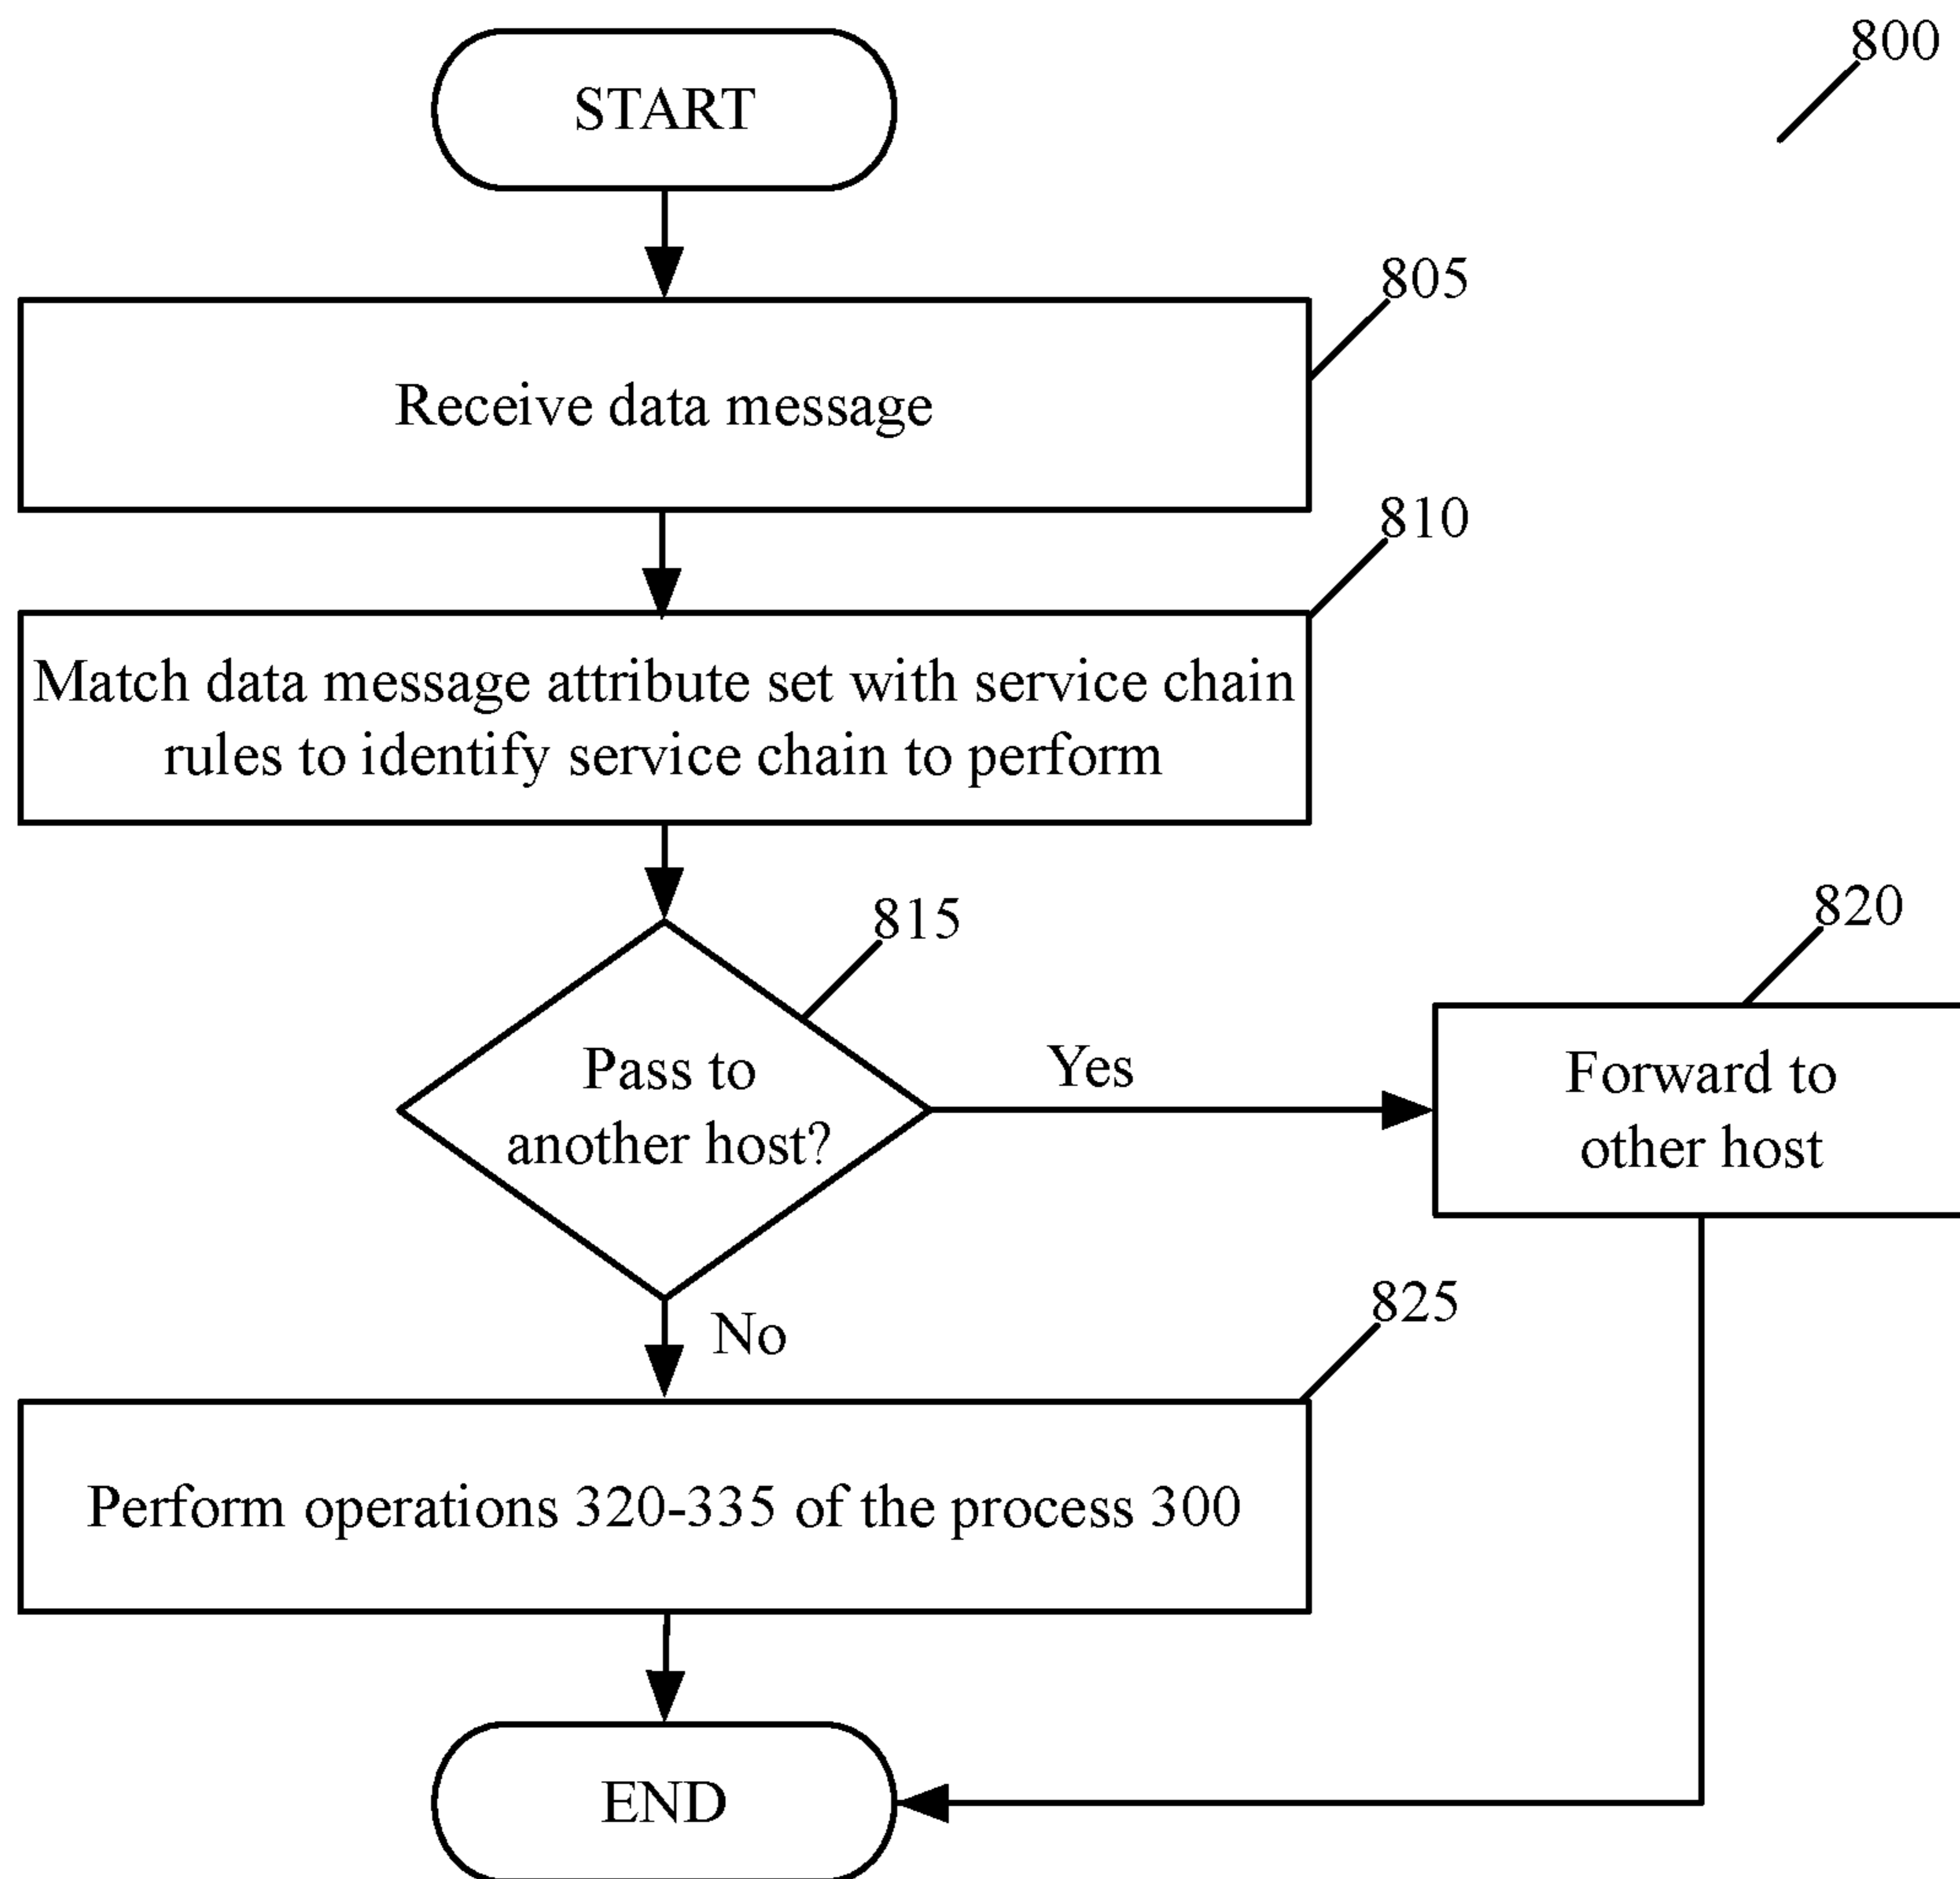 START
800
805
Receive data message
810
Match data message attribute set with service chain
rules to identify service chain to perform
815
Pass to
another host?
Yes
820
Forward to
other host
No
825
Perform operations 320-335 of the process 300
END